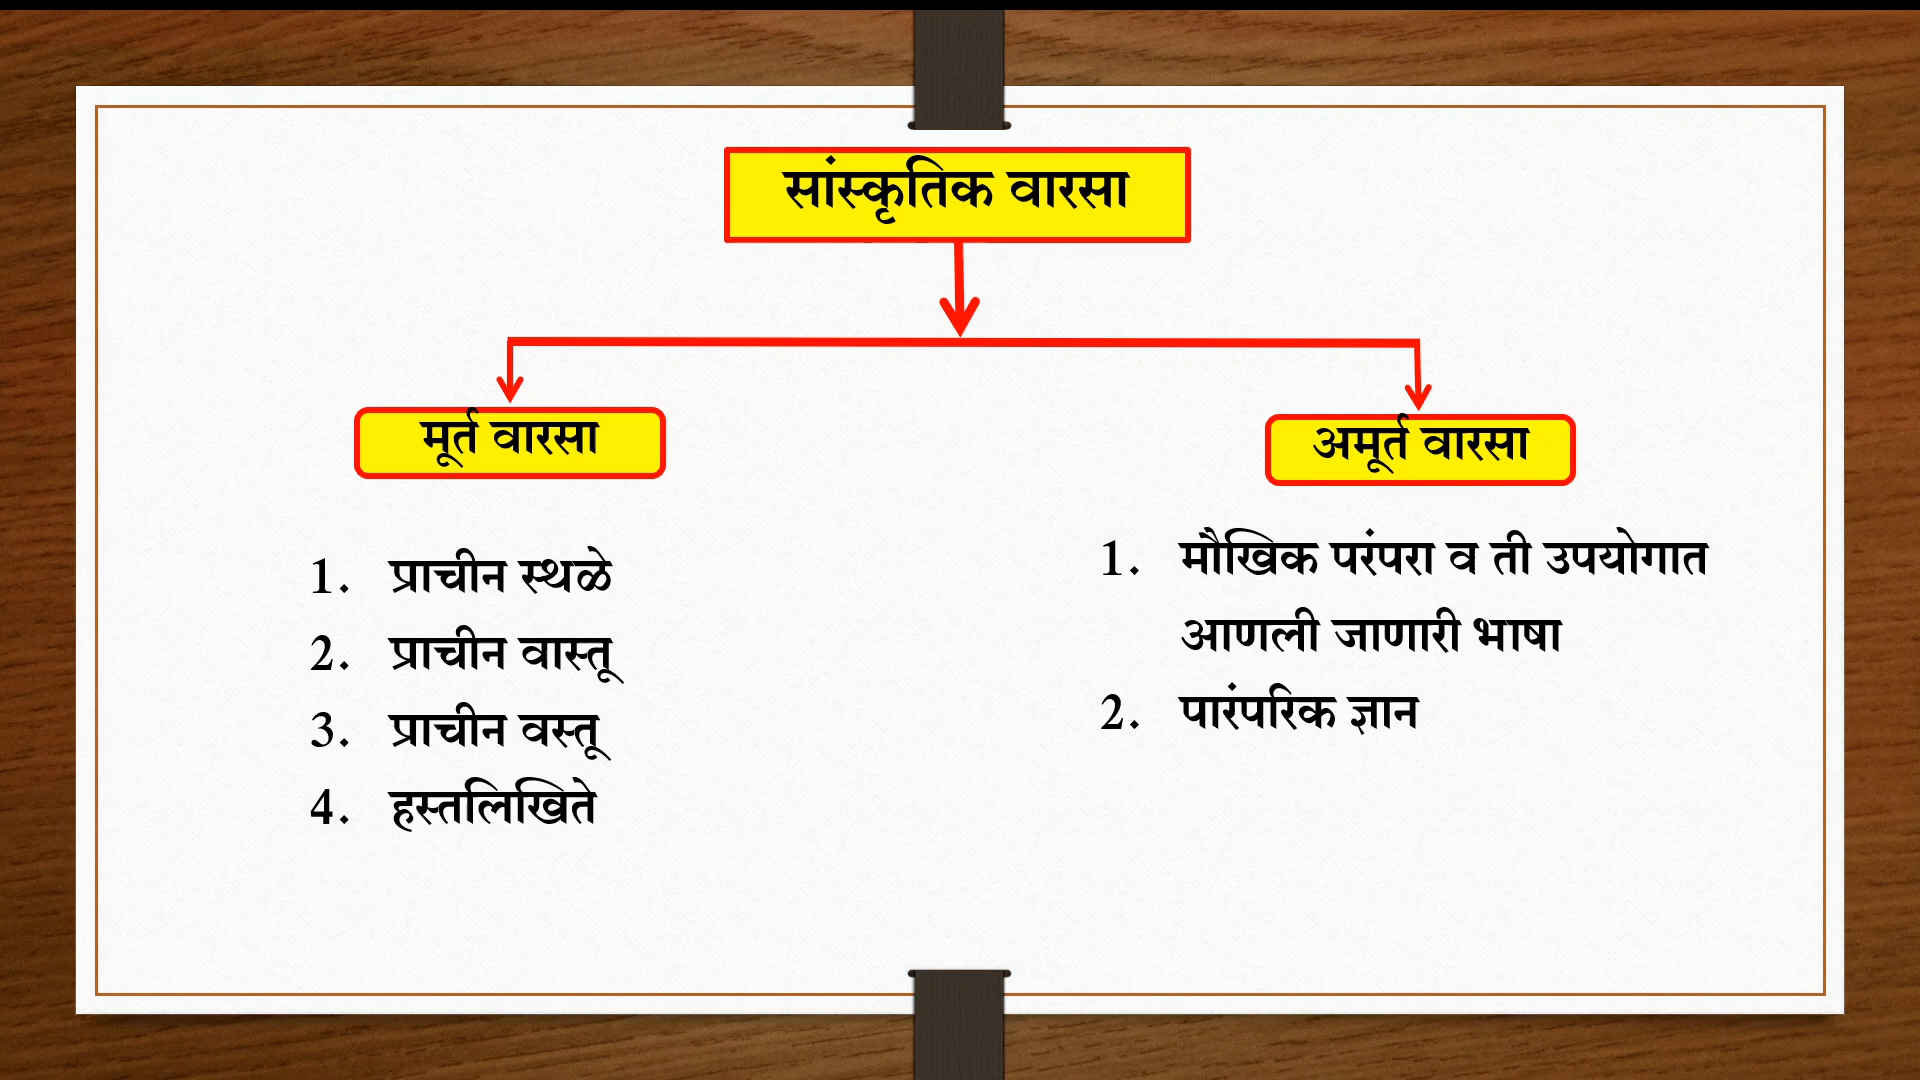 सांस्कृतिक वारसा
मूर्त वारसा
1. प्राचीन स्थळे
2. प्राचीन वास्तू
3. प्राचीन वस्तू
4. हस्तलिखिते
अमूर्त वारसा
1. मौखिक परंपरा व ती उपयोगात
आणली जाणारी भाषा
2. पारंपरिक ज्ञान